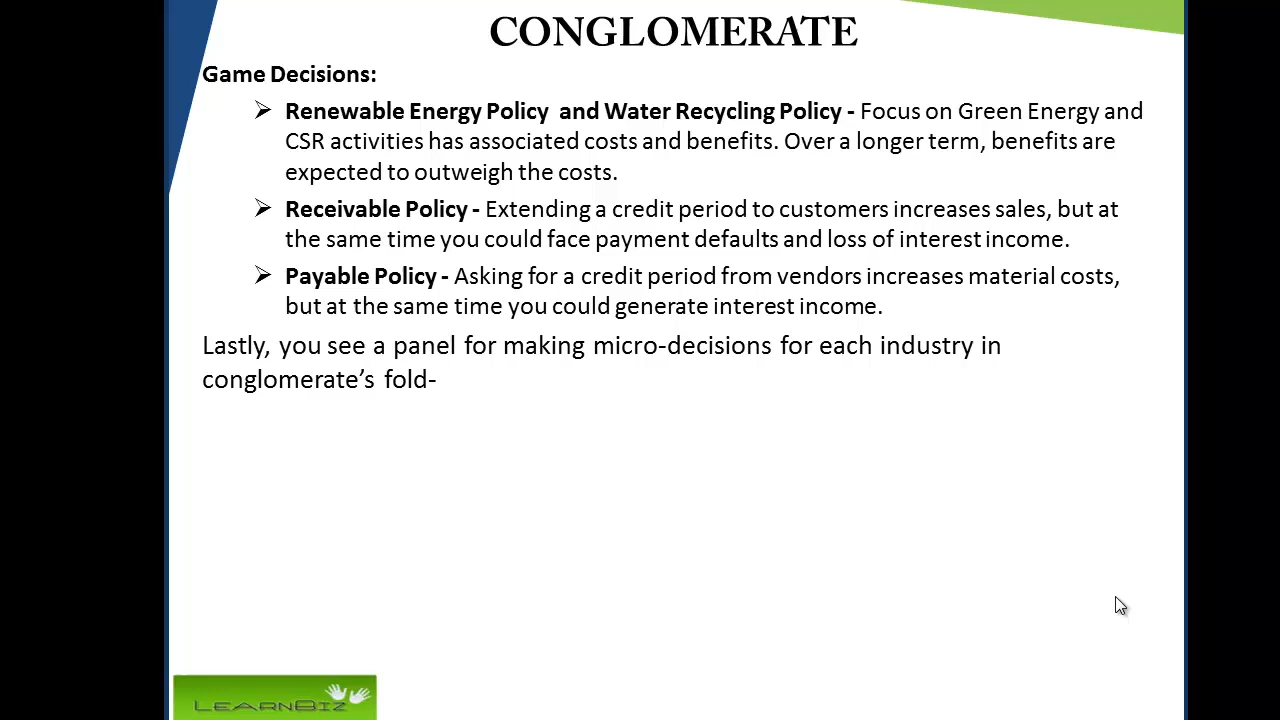 CONGLOMERATE
Game Decisions:
Renewable Energy Policy and Water Recycling Policy - Focus on Green Energy and
CSR activities has associated costs and benefits. Over a longer term, benefits are
expected to outweigh the costs.
Receivable Policy - Extending a credit period to customers increases sales, but at
the same time you could face payment defaults and loss of interest income.
Payable Policy - Asking for a credit period from vendors increases material costs,
but at the same time you could generate interest income.
Lastly, you see a panel for making micro-decisions for each industry in
conglomerate’s fold-
LEARNBIZ